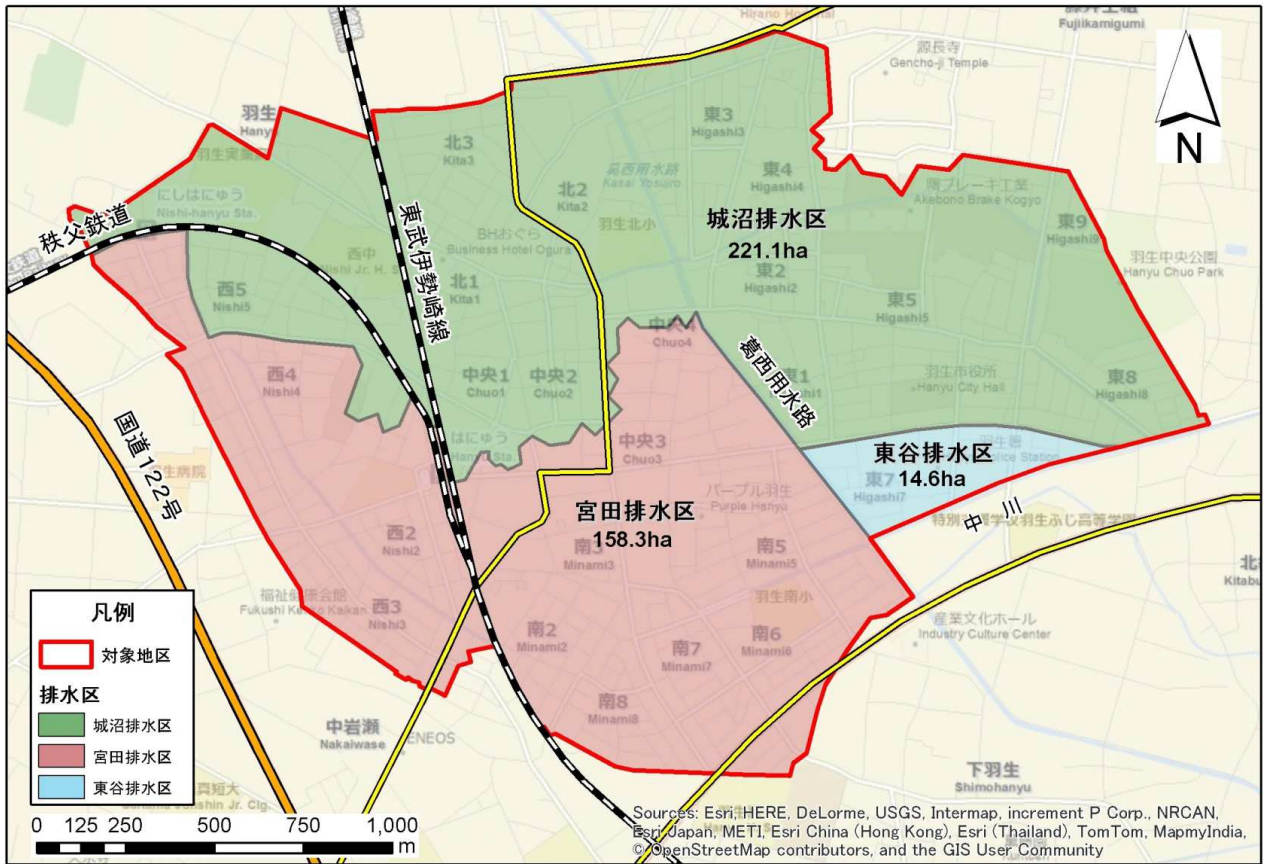 Hirano Hospital
Fujiikamigumi
源長寺
Gencho-ji Temple
N
羽生
東3
Higashi3
北3
Kita3
葛西用水路
Kasai Yosuiro
東4
Higashi4
曙ブレーキ工業
Akebono Brake Kogyo
にしはにゅう
Nishi-hanyu Sta.
北2
Kita2
羽生北小
城沼排水区
221.1ha
東9
Higashi9
秩父鉄道
東武伊勢崎線
BHおぐら
Business Hotel Ogura
西中
羽生中央公園
Hanyu Chuo Park
西5
Nishi5
北1
Kita1
東2
Higashi2
東5
Higashi5
中央4
Chuo4
葛西用水路
西4
Nishi4
中央1
Chuo1
中央2
Chuo2
東1
羽生市役所
Hanyu City Hall
東8
Higashi8
国道122号
はにゅう
中央3
Chuo3
東谷排水区
14.6ha
東7
Higashi7
パープル羽生
Purple Hanyu
宮田排水区
158.3ha
中川
西2
Nishi2
南3
Minami3
南5
Minami5
羽生南小
西3
Nishi3
南2
Minami2
南6
Minami6
南7
Minami7
産業文化ホール
Industry Culture Center
南8
Minami8
中岩瀬
Nakaiwase
ENEOS
下羽生
Shimohanyu
凡例
対象地区
排水区
城沼排水区
宮田排水区
東谷排水区
0 125 250 500 750 1,000
m
Sources: Esri, HERE, DeLorme, USGS, Intermap, increment P Corp., NRCAN,
Esri Japan, METI, Esri China (Hong Kong), Esri (Thailand), TomTom, MapmyIndia,
© OpenStreetMap contributors, and the GIS User Community